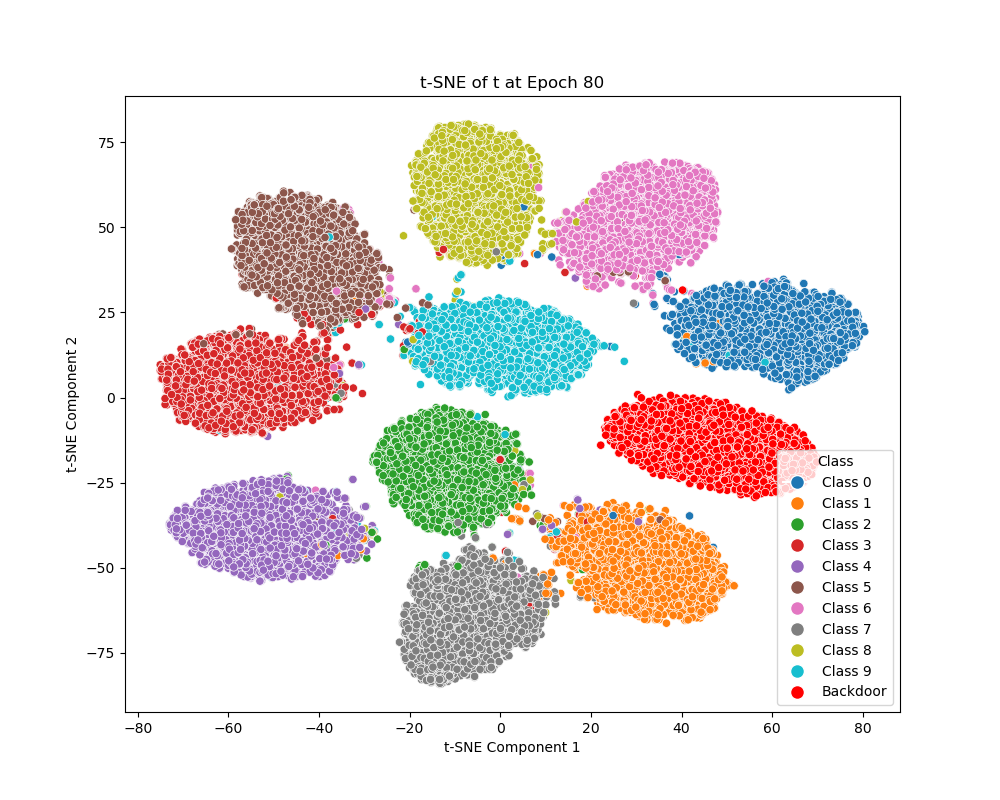 t-SNE of t at Epoch 80
t-SNE Component 2
75
50
25
0
−25
−50
−75
−80
−60
−40
−20
0
20
40
60
80
t-SNE Component 1
Class
Class 0
Class 1
Class 2
Class 3
Class 4
Class 5
Class 6
Class 7
Class 8
Class 9
Backdoor